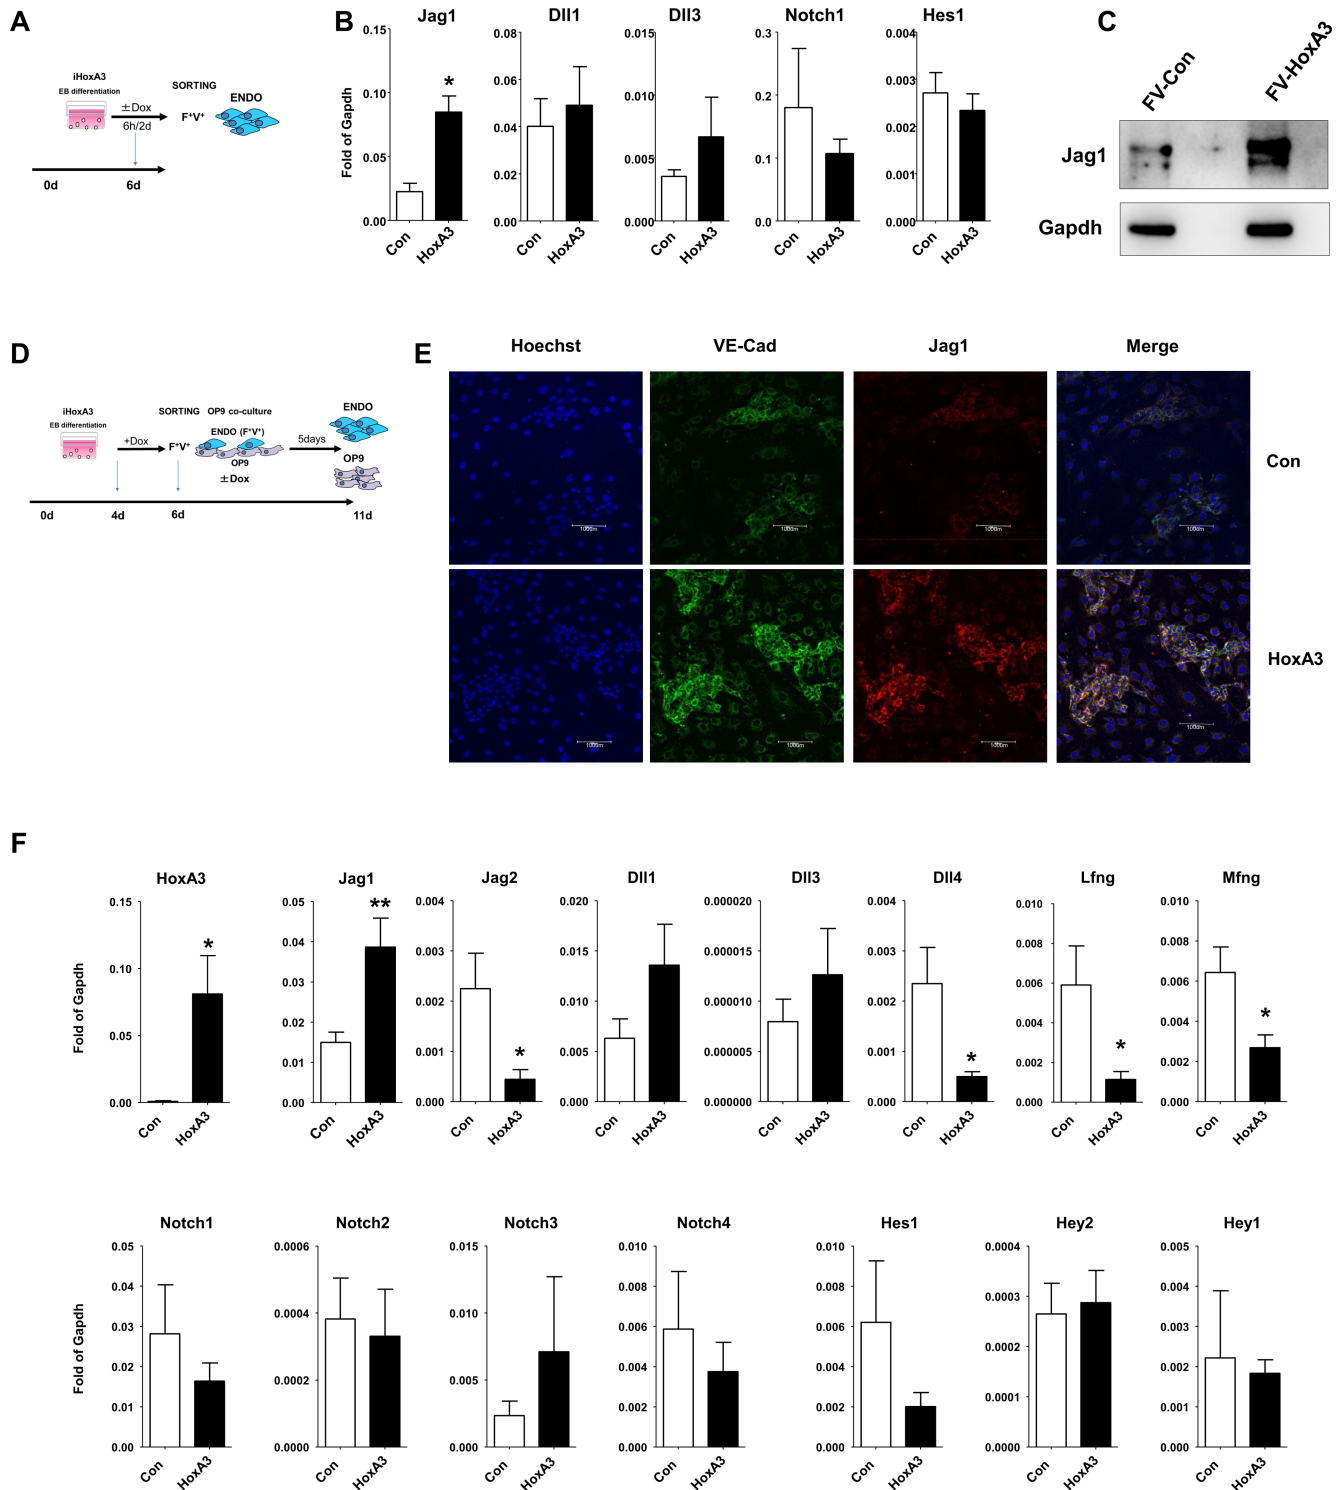 A
iHoxA3
EB differentiation
±Dox
6h/2d
SORTING
F⁺V⁺
ENDO
0d
6d
B
Jag1
Dll1
Dll3
Notch1
Hes1
Fold of Gapdh
0.15
0.10
0.05
0.00
*
Con
HoxA3
0.08
0.06
0.04
0.02
0.00
Con
HoxA3
0.015
0.010
0.005
0.000
Con
HoxA3
0.3
0.2
0.1
0.0
Con
HoxA3
0.004
0.003
0.002
0.001
0.000
Con
HoxA3
C
FV-Con
FV-HoxA3
Jag1
Gapdh
D
iHoxA3
EB differentiation
+Dox
SORTING
F⁺V⁺
OP9 co-culture
ENDO (F⁺V⁺)
OP9
±Dox
5days
ENDO
OP9
0d
4d
6d
11d
E
Hoechst
VE-Cad
Jag1
Merge
Con
HoxA3
F
HoxA3
Jag1
Jag2
Dll1
Dll3
Dll4
Lfng
Mfng
Fold of Gapdh
0.15
0.10
0.05
0.00
*
Con
HoxA3
0.05
0.04
0.03
0.02
0.01
0.00
**
Con
HoxA3
0.004
0.003
0.002
0.001
0.000
*
Con
HoxA3
0.020
0.015
0.010
0.005
0.000
Con
HoxA3
0.000020
0.000015
0.000010
0.000005
0.000000
Con
HoxA3
0.004
0.003
0.002
0.001
0.000
*
Con
HoxA3
0.010
0.008
0.006
0.004
0.002
0.000
*
Con
HoxA3
0.010
0.008
0.006
0.004
0.002
0.000
*
Con
HoxA3
Notch1
Notch2
Notch3
Notch4
Hes1
Hey2
Hey1
Fold of Gapdh
0.05
0.04
0.03
0.02
0.01
0.00
Con
HoxA3
0.0006
0.0004
0.0002
0.0000
Con
HoxA3
0.015
0.010
0.005
0.000
Con
HoxA3
0.010
0.008
0.006
0.004
0.002
0.000
Con
HoxA3
0.010
0.008
0.006
0.004
0.002
0.000
Con
HoxA3
0.0004
0.0003
0.0002
0.0001
0.0000
Con
HoxA3
0.005
0.004
0.003
0.002
0.001
0.000
Con
HoxA3